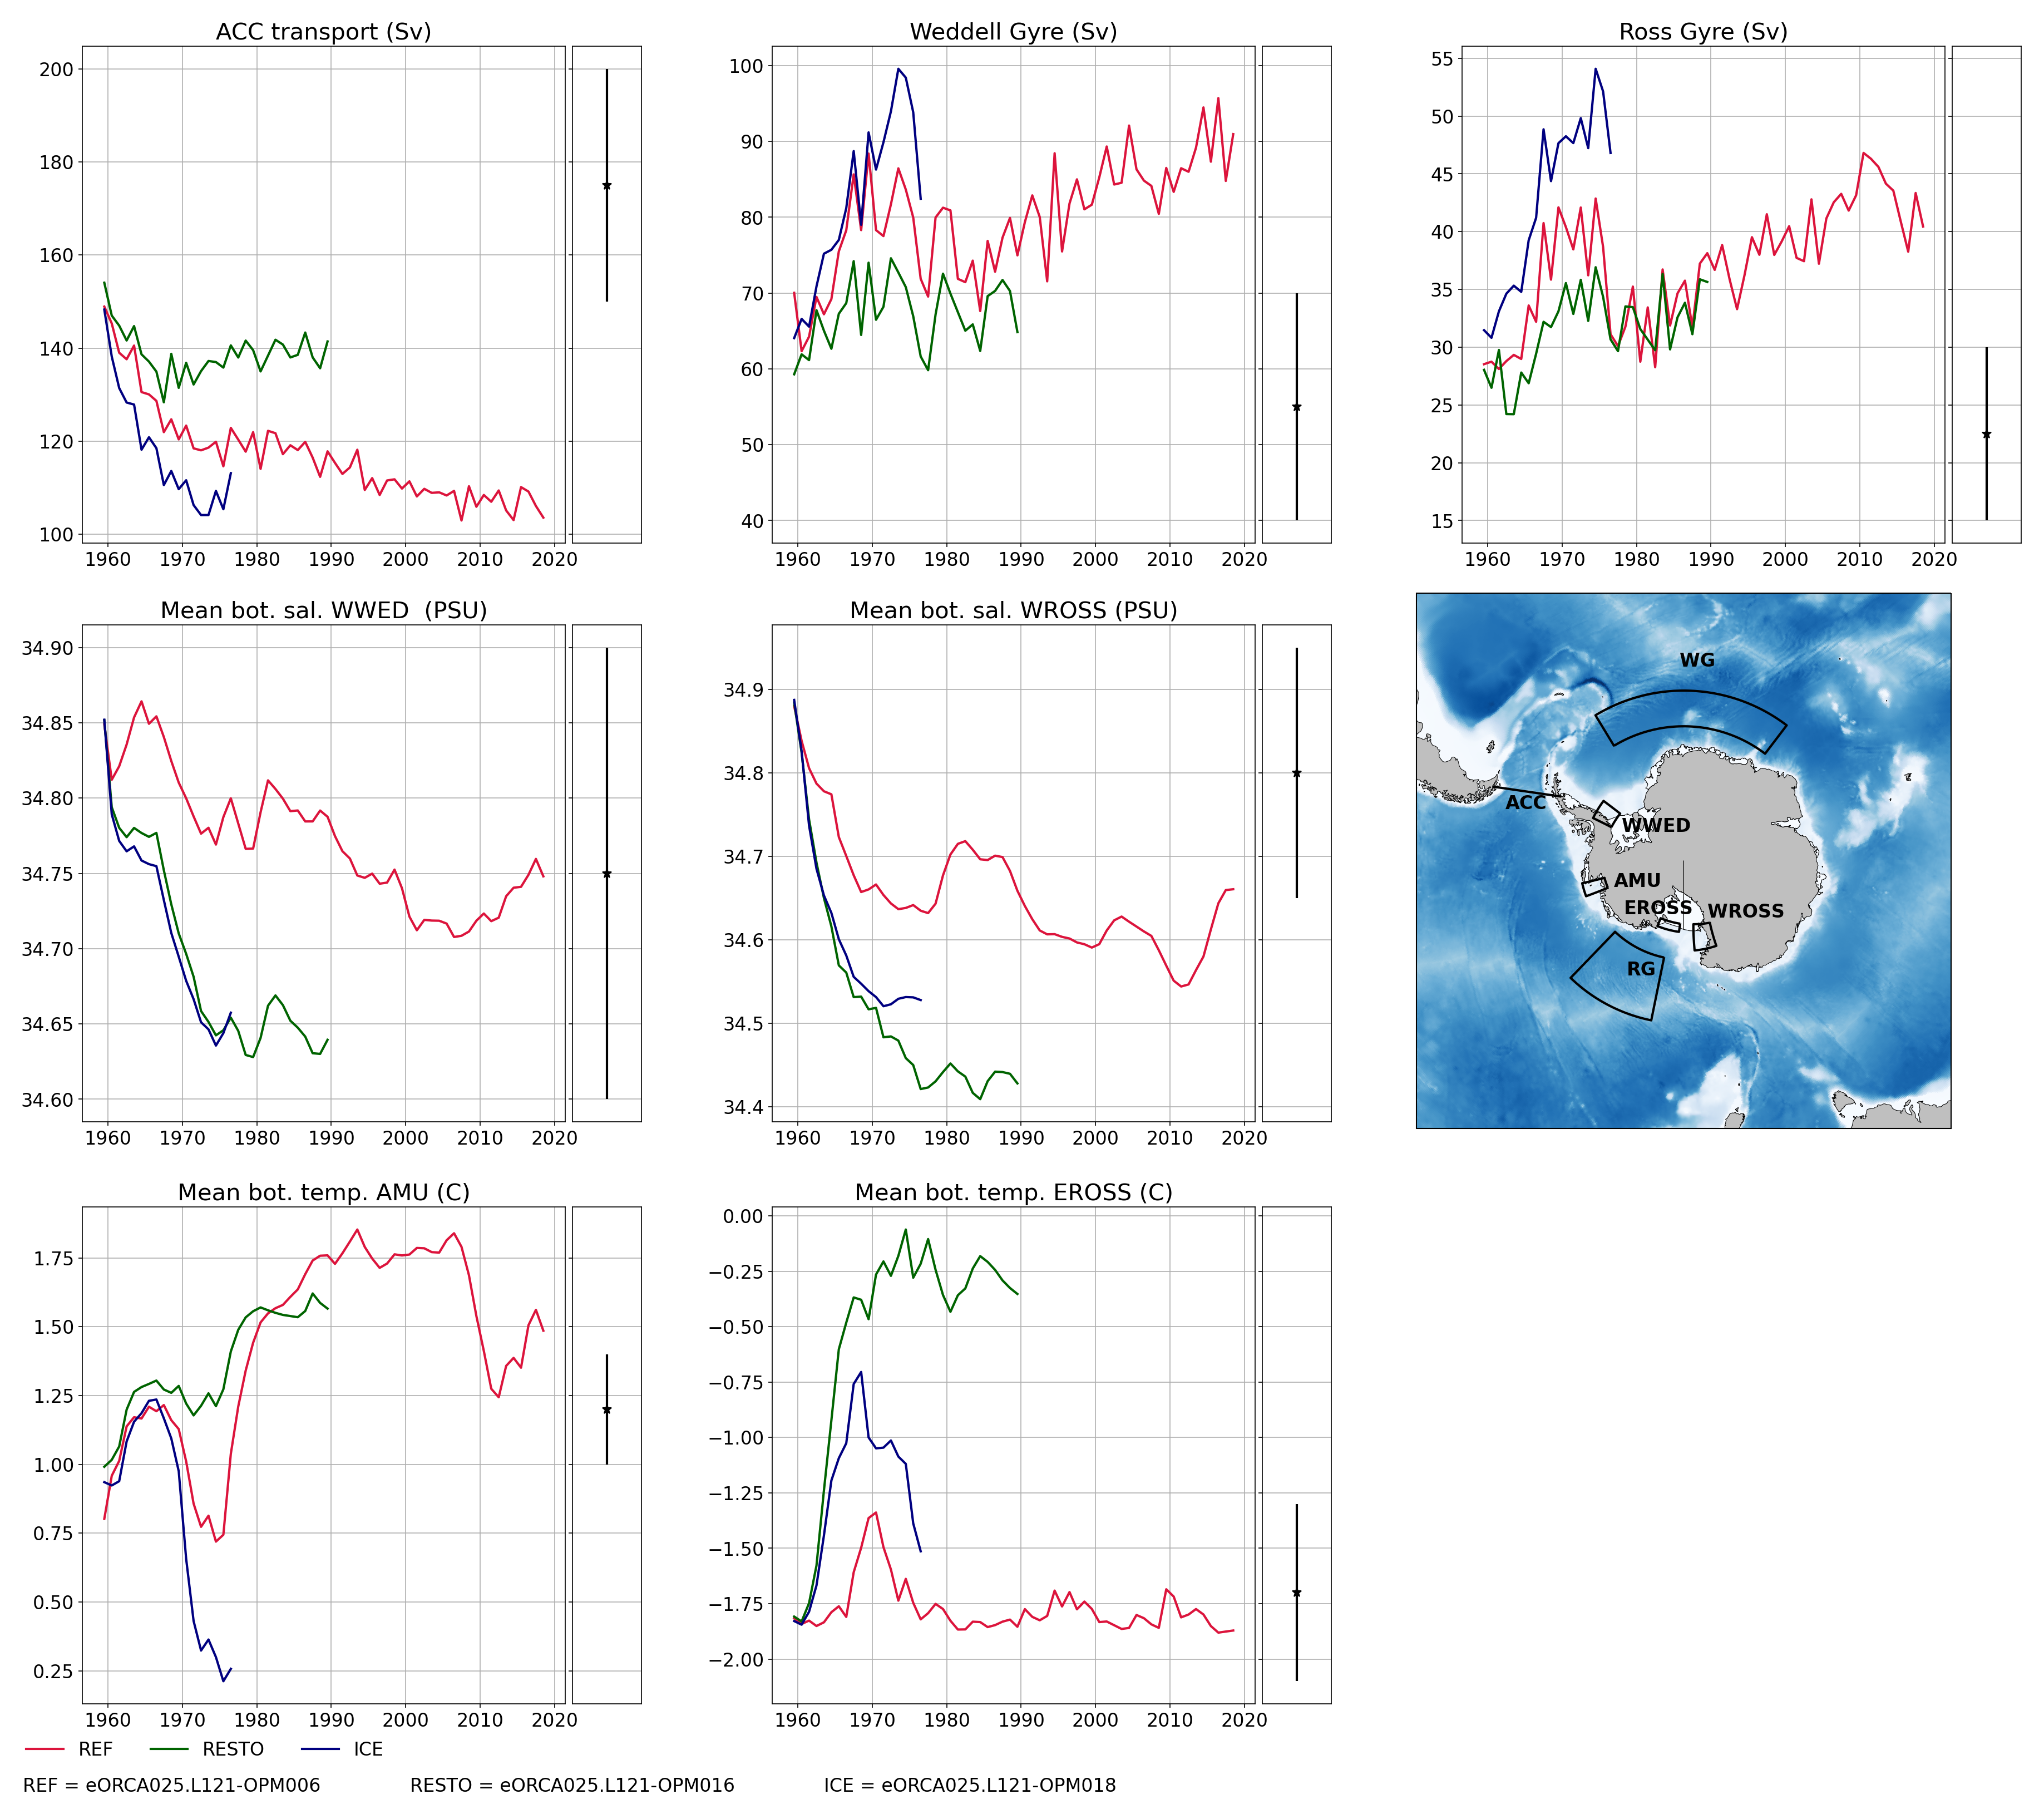 ACC transport (Sv)
Weddell Gyre (Sv)
Ross Gyre (Sv)
200
180
160
140
120
100
1960 1970 1980 1990 2000 2010 2020
100
90
80
70
60
50
40
1960 1970 1980 1990 2000 2010 2020
55
50
45
40
35
30
25
20
15
1960 1970 1980 1990 2000 2010 2020
Mean bot. sal. WWED (PSU)
34.90
34.85
34.80
34.75
34.70
34.65
34.60
1960 1970 1980 1990 2000 2010 2020
Mean bot. sal. WROSS (PSU)
34.9
34.8
34.7
34.6
34.5
34.4
1960 1970 1980 1990 2000 2010 2020
WG
ACC
WWED
AMU
EROSS WROSS
RG
Mean bot. temp. AMU (C)
1.75
1.50
1.25
1.00
0.75
0.50
0.25
1960 1970 1980 1990 2000 2010 2020
Mean bot. temp. EROSS (C)
0.00
−0.25
−0.50
−0.75
−1.00
−1.25
−1.50
−1.75
−2.00
1960 1970 1980 1990 2000 2010 2020
REF RESTO ICE
REF = eORCA025.L121-OPM006 RESTO = eORCA025.L121-OPM016 ICE = eORCA025.L121-OPM018